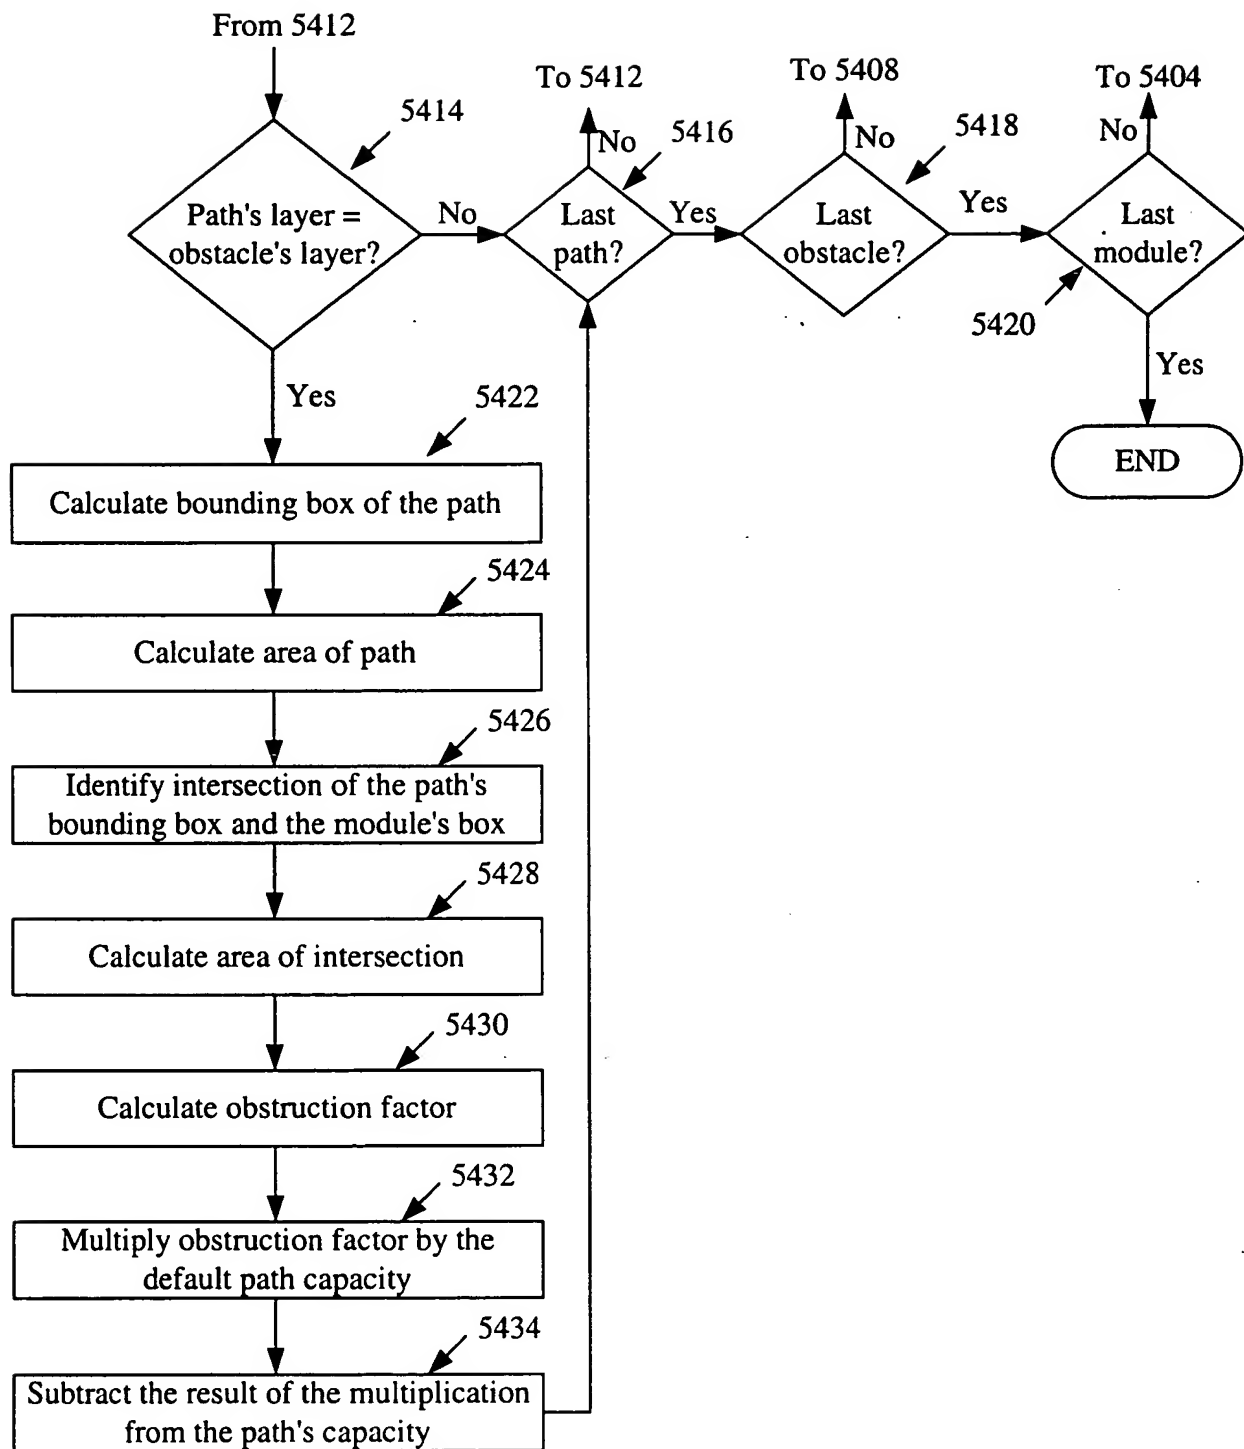 From 5412
To 5412
To 5408
To 5404
5414
No
5416
No
5418
No
Path's layer =
obstacle's layer?
No
Last
path?
Yes
Last
obstacle?
Yes
Last
module?
5420
Yes
Yes
END
5422
Calculate bounding box of the path
5424
Calculate area of path
5426
Identify intersection of the path's
bounding box and the module's box
5428
Calculate area of intersection
5430
Calculate obstruction factor
5432
Multiply obstruction factor by the
default path capacity
5434
Subtract the result of the multiplication
from the path's capacity